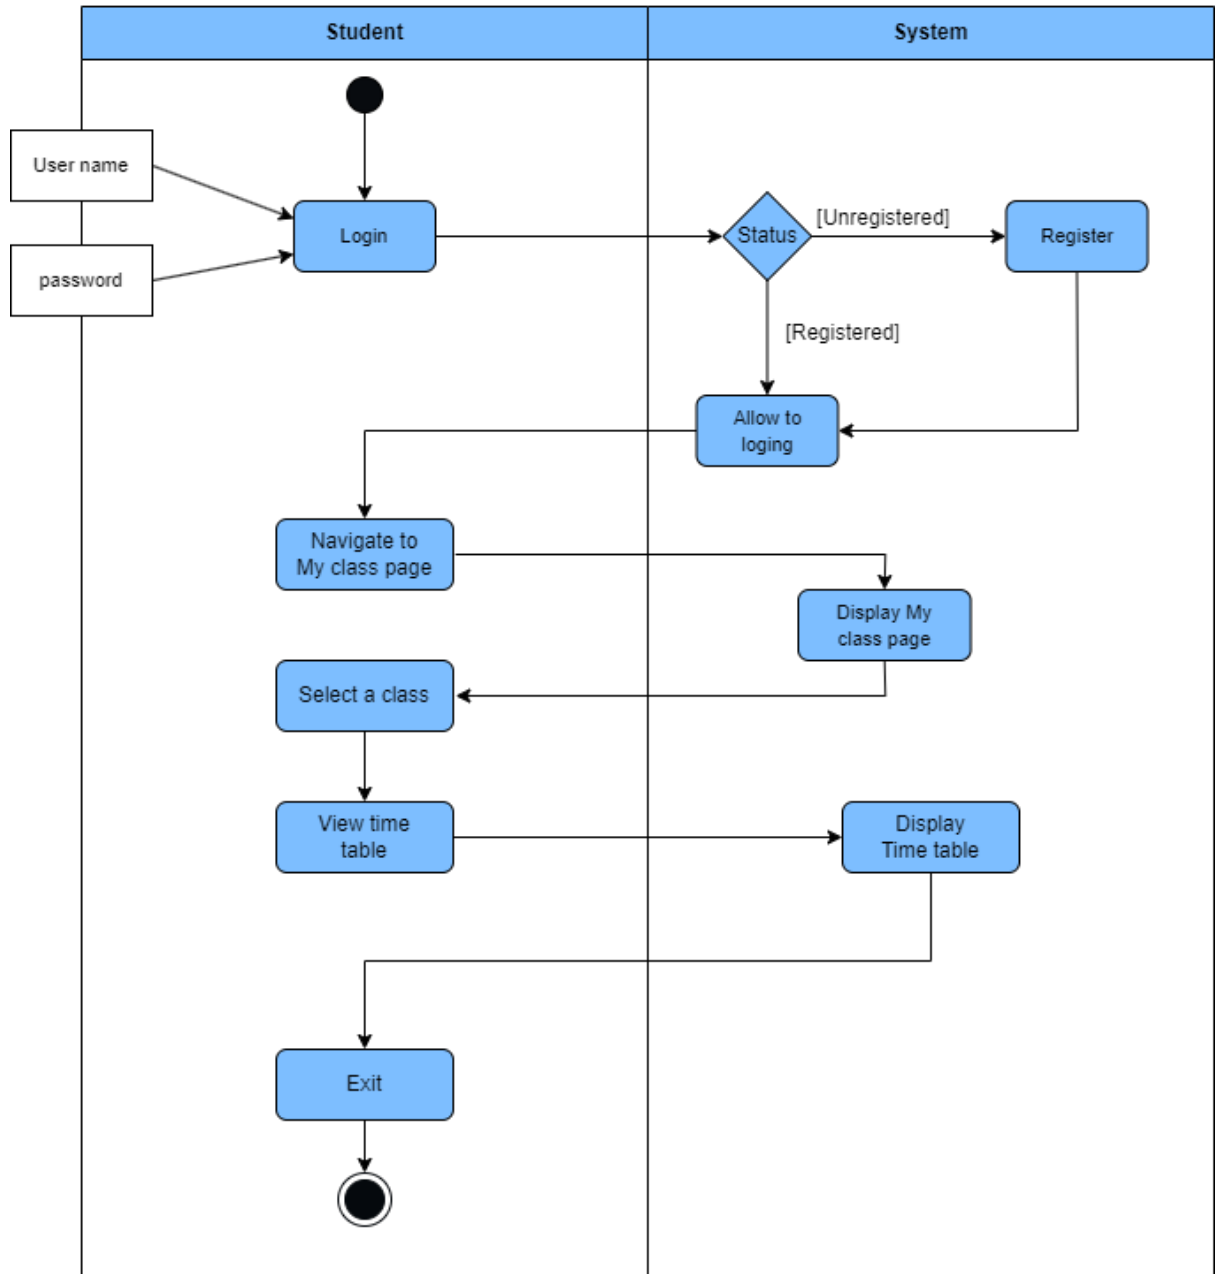 Student
System
User name
Login
Status
[Unregistered]
Register
password
[Registered]
Allow to
loging
Navigate to
My class page
Display My
class page
Select a class
View time
table
Display
Time table
Exit